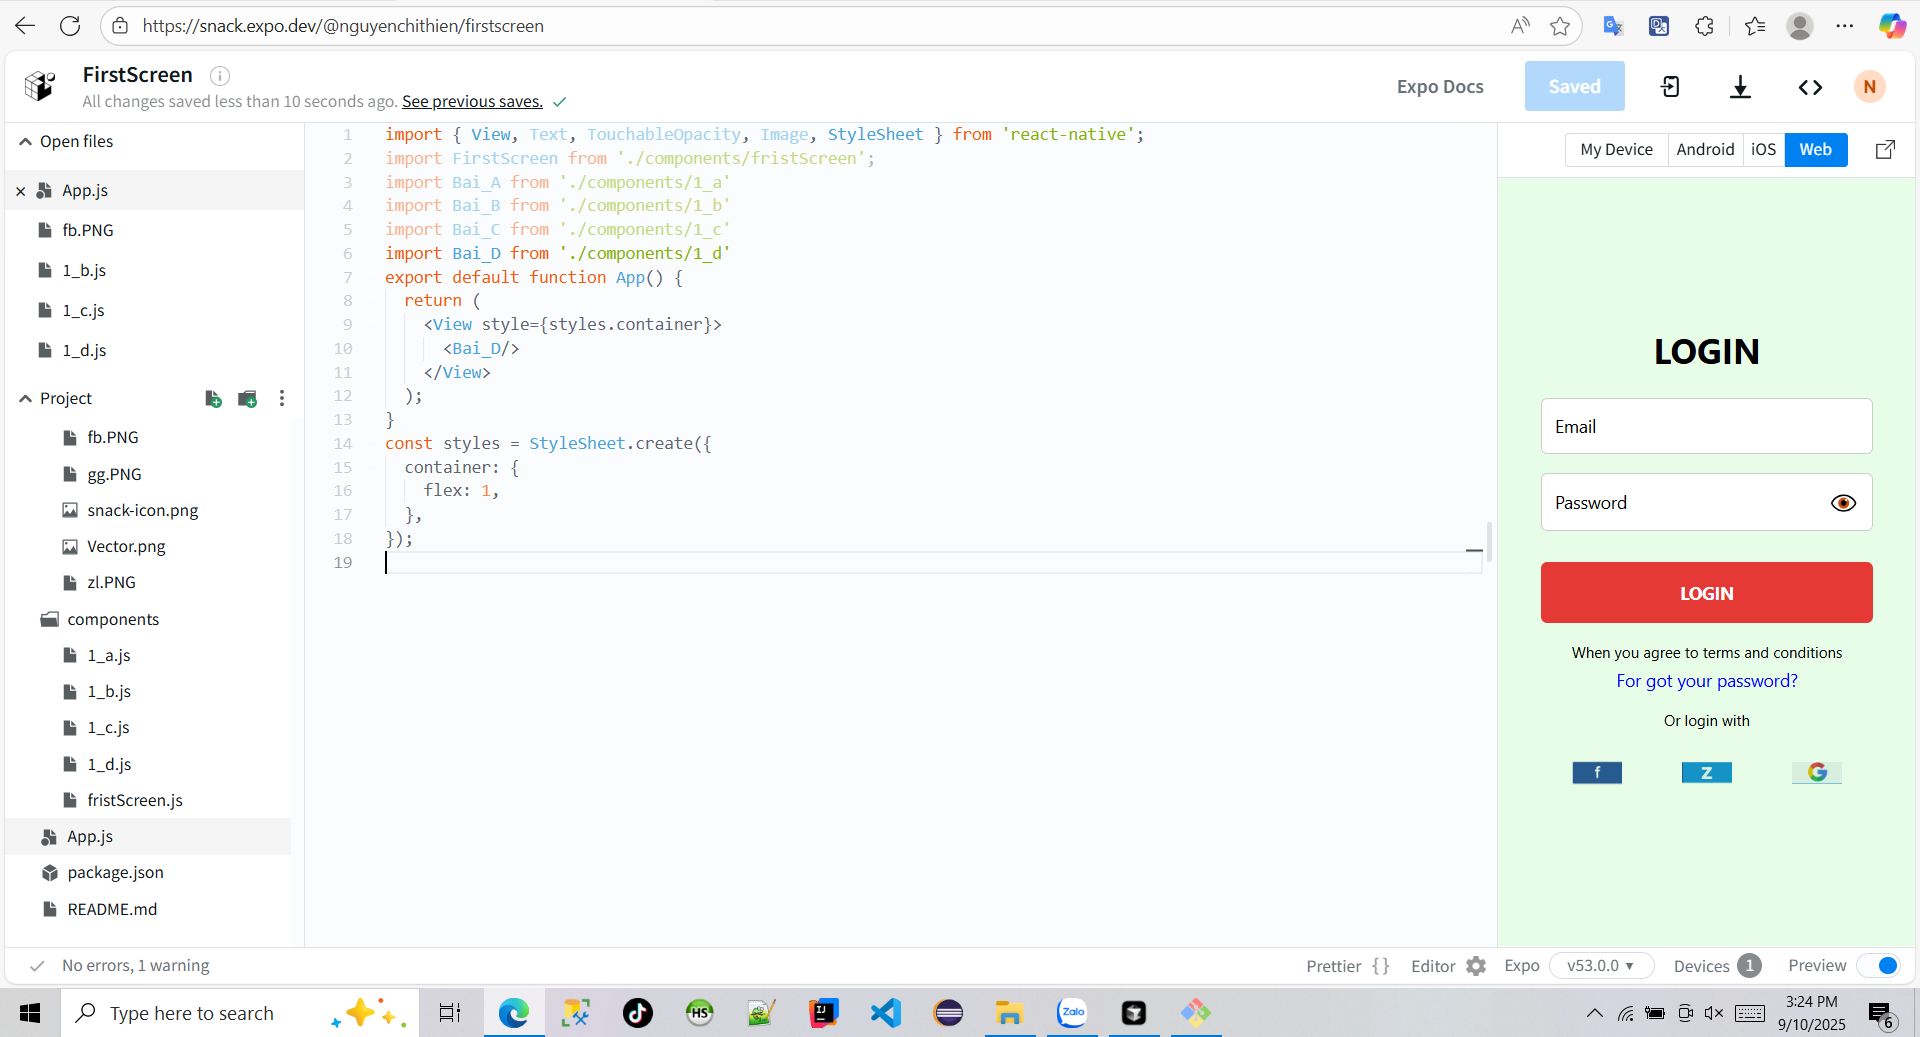 https://snack.expo.dev/@nguyenchithien/firstscreen
FirstScreen
All changes saved less than 10 seconds ago. See previous saves.
Expo Docs
Saved
N
Open files
App.js
fb.PNG
1_b.js
1_c.js
1_d.js
Project
fb.PNG
gg.PNG
snack-icon.png
Vector.png
zl.PNG
components
1_a.js
1_b.js
1_c.js
1_d.js
fristScreen.js
App.js
package.json
README.md
1 import { View, Text, TouchableOpacity, Image, StyleSheet } from 'react-native';
2 import FirstScreen from './components/fristScreen';
3 import Bai_A from './components/1_a'
4 import Bai_B from './components/1_b'
5 import Bai_C from './components/1_c'
6 import Bai_D from './components/1_d'
7 export default function App() {
8 return (
9 <View style={styles.container}>
10 <Bai_D/>
11 </View>
12 );
13 }
14 const styles = StyleSheet.create({
15 container: {
16 flex: 1,
17 },
18 });
19
My Device Android iOS Web
LOGIN
Email
Password
LOGIN
When you agree to terms and conditions
For got your password?
Or login with
f Z G
No errors, 1 warning
Prettier {} Editor Expo v53.0.0 Devices 1 Preview
Type here to search
HS
IJ
Zalo
3:24 PM
9/10/2025
6